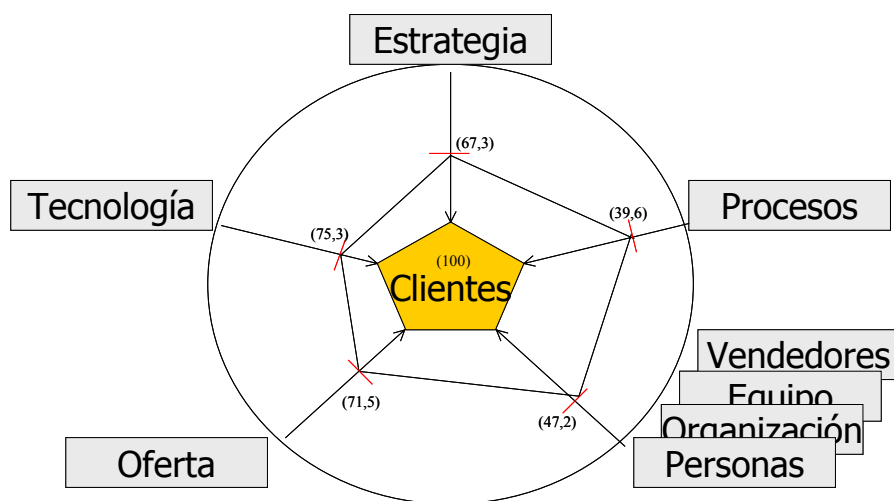 Estrategia
(67,3)
Tecnología
(75,3)
(39,6)
Procesos
(100)
Clientes
Vendedores
Equipo
Organización
(71,5)
(47,2)
Oferta
Personas